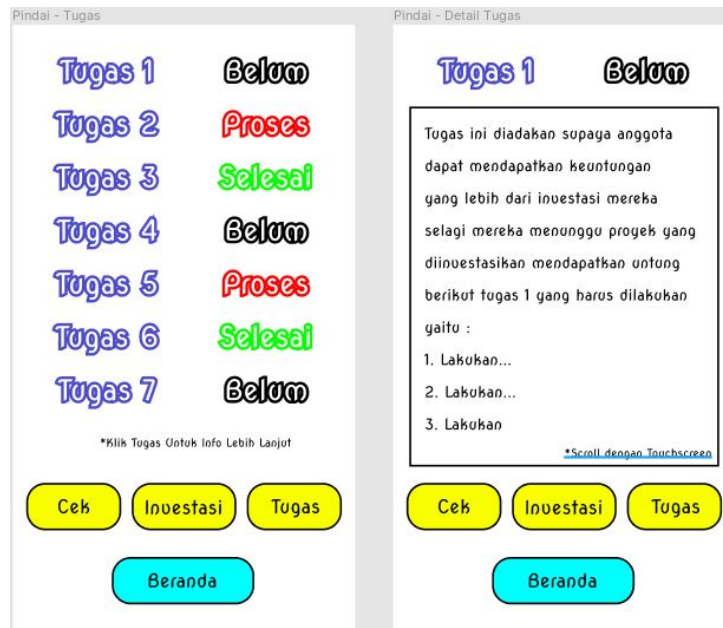 Pindai - Tugas
Tugas 1 Belum
Tugas 2 Proses
Tugas 3 Selesai
Tugas 4 Belum
Tugas 5 Proses
Tugas 6 Selesai
Tugas 7 Belum
*Klik Tugas Untuk Info Lebih Lanjut
Cek Investasi Tugas
Beranda
Pindai - Detail Tugas
Tugas 1 Belum
Tugas ini diadakan supaya anggota
dapat mendapatkan keuntungan
yang lebih dari investasi mereka
selagi mereka menunggu proyek yang
diinvestasikan mendapatkan untung
berikut tugas 1 yang harus dilakukan
yaitu :
1. Lakukan...
2. Lakukan...
3. Lakukan
*Scroll dengan Touchscreen
Cek Investasi Tugas
Beranda